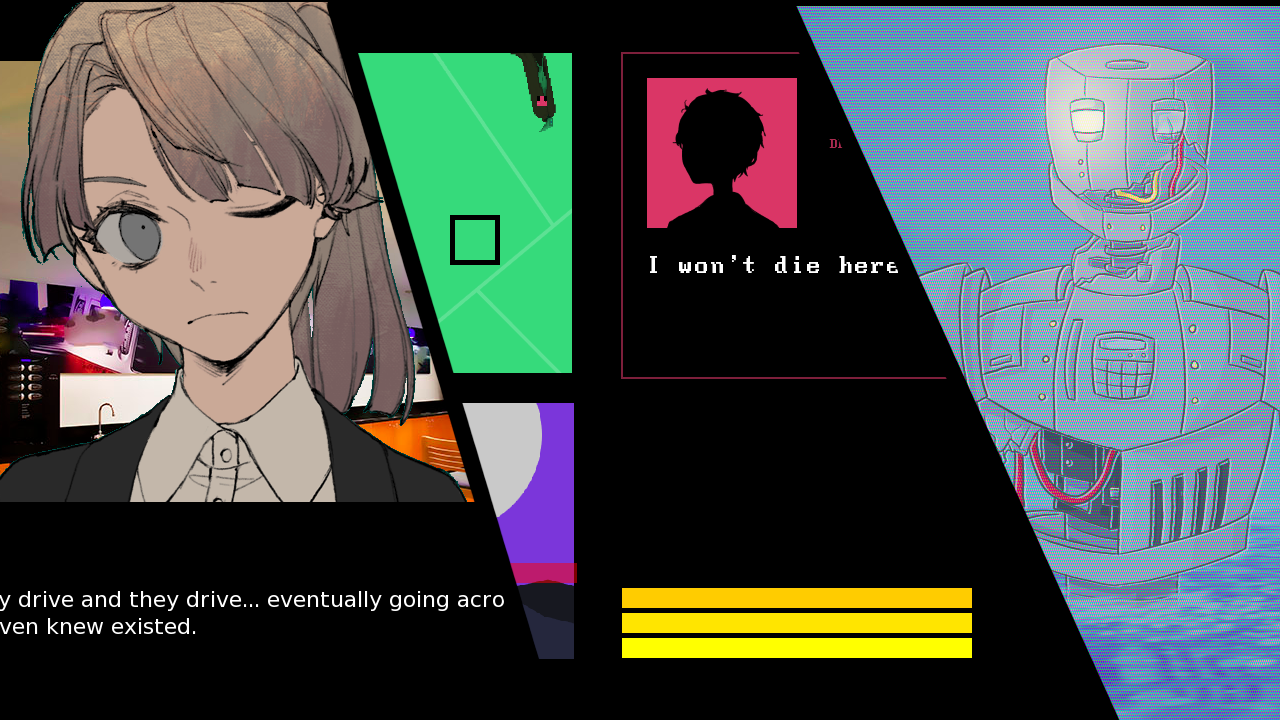 I won't die here
y drive and they drive... eventually going acro
ven knew existed.